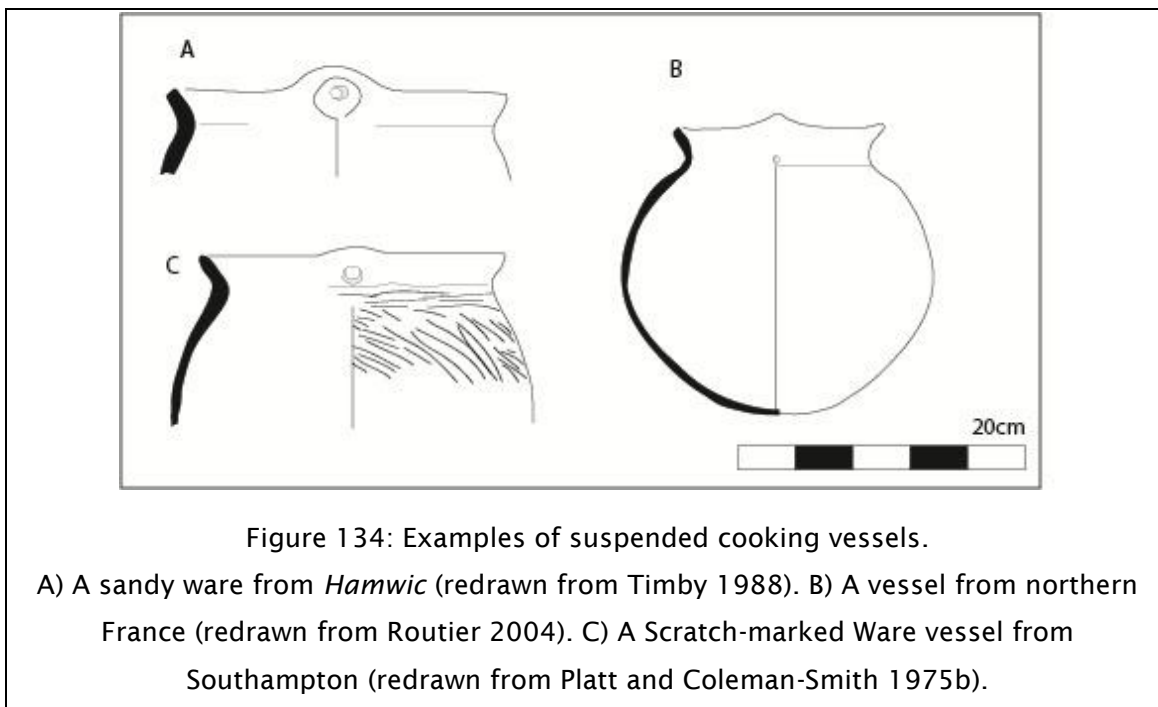 A
B
C
20cm
Figure 134: Examples of suspended cooking vessels.
A) A sandy ware from Hamwic (redrawn from Timby 1988). B) A vessel from northern
France (redrawn from Routier 2004). C) A Scratch-marked Ware vessel from
Southampton (redrawn from Platt and Coleman-Smith 1975b).